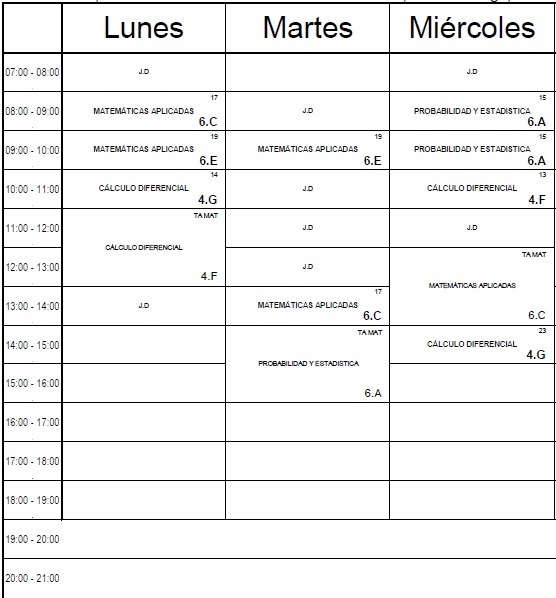 Lunes Martes Miércoles
07:00 - 08:00 J.D J.D
17 15
08:00 - 09:00 MATEMÁTICAS APLICADAS J.D PROBABILIDAD Y ESTADISTICA
6.C 6.A
19 19 15
09:00 - 10:00 MATEMÁTICAS APLICADAS MATEMÁTICAS APLICADAS PROBABILIDAD Y ESTADISTICA
6.E 6.E 6.A
14 13
10:00 - 11:00 CÁLCULO DIFERENCIAL J.D CÁLCULO DIFERENCIAL
4.G 4.F
TA MAT
11:00 - 12:00 J.D J.D
CÁLCULO DIFERENCIAL
TA MAT
12:00 - 13:00 J.D
4.F
MATEMÁTICAS APLICADAS
17
13:00 - 14:00 J.D MATEMÁTICAS APLICADAS
6.C 6.C
TA MAT 23
14:00 - 15:00 CÁLCULO DIFERENCIAL
4.G
PROBABILIDAD Y ESTADISTICA
15:00 - 16:00
6.A
16:00 - 17:00
17:00 - 18:00
18:00 - 19:00
19:00 - 20:00
20:00 - 21:00